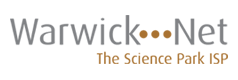 Warwick•••Net
The Science Park ISP